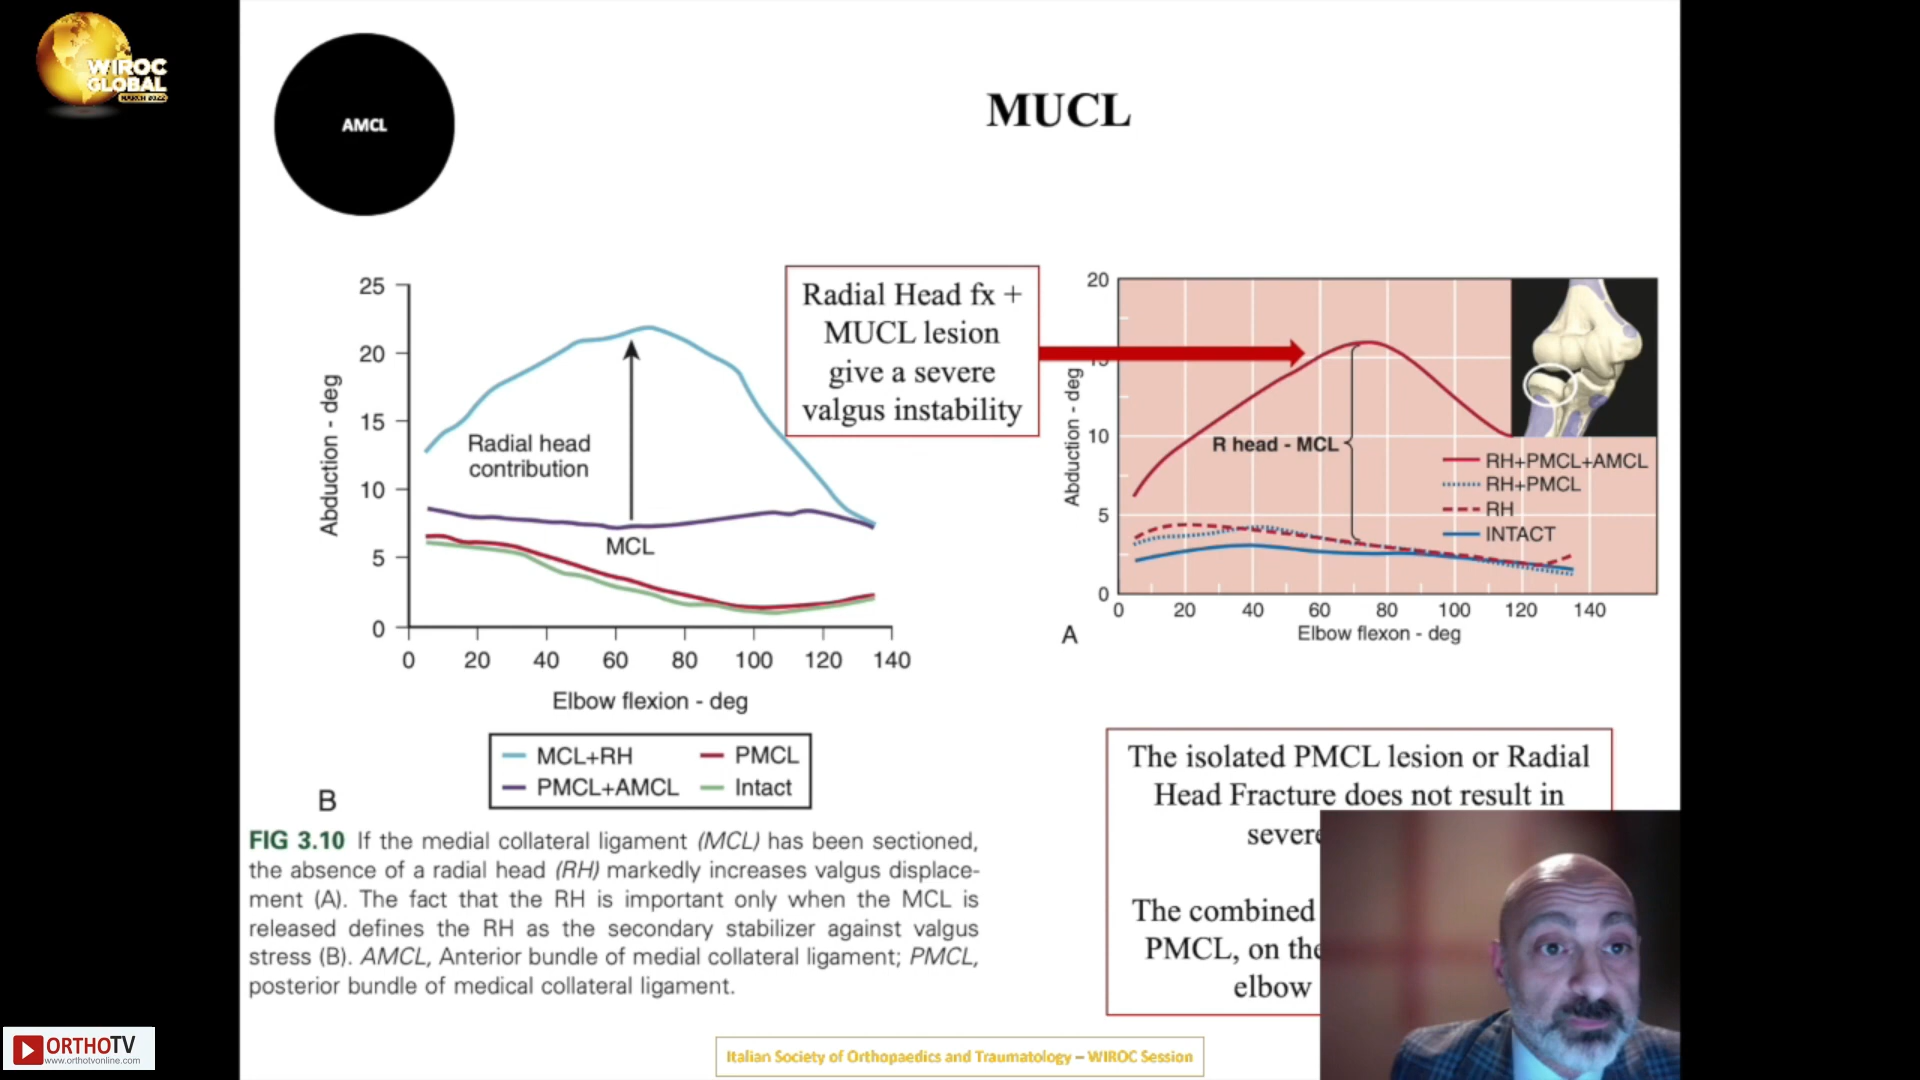 WIROC
GLOBAL
MARCH 2022
AMCL
MUCL
Radial Head fx +
MUCL lesion
give a severe
valgus instability
25
20
15
10
5
0
Abduction - deg
Radial head
contribution
MCL
0 20 40 60 80 100 120 140
Elbow flexion - deg
MCL+RH
PMCL
PMCL+AMCL
Intact
B
20
10
5
0
Abduction - deg
R head - MCL
RH+PMCL+AMCL
RH+PMCL
RH
INTACT
0 20 40 60 80 100 120 140
Elbow flexon - deg
A
FIG 3.10 If the medial collateral ligament (MCL) has been sectioned,
the absence of a radial head (RH) markedly increases valgus displace-
ment (A). The fact that the RH is important only when the MCL is
released defines the RH as the secondary stabilizer against valgus
stress (B). AMCL, Anterior bundle of medial collateral ligament; PMCL,
posterior bundle of medical collateral ligament.
The isolated PMCL lesion or Radial
Head Fracture does not result in
severe
The combined
PMCL, on the
elbow
ORTHOTV
www.orthotvonline.com
Italian Society of Orthopaedics and Traumatology – WIROC Session